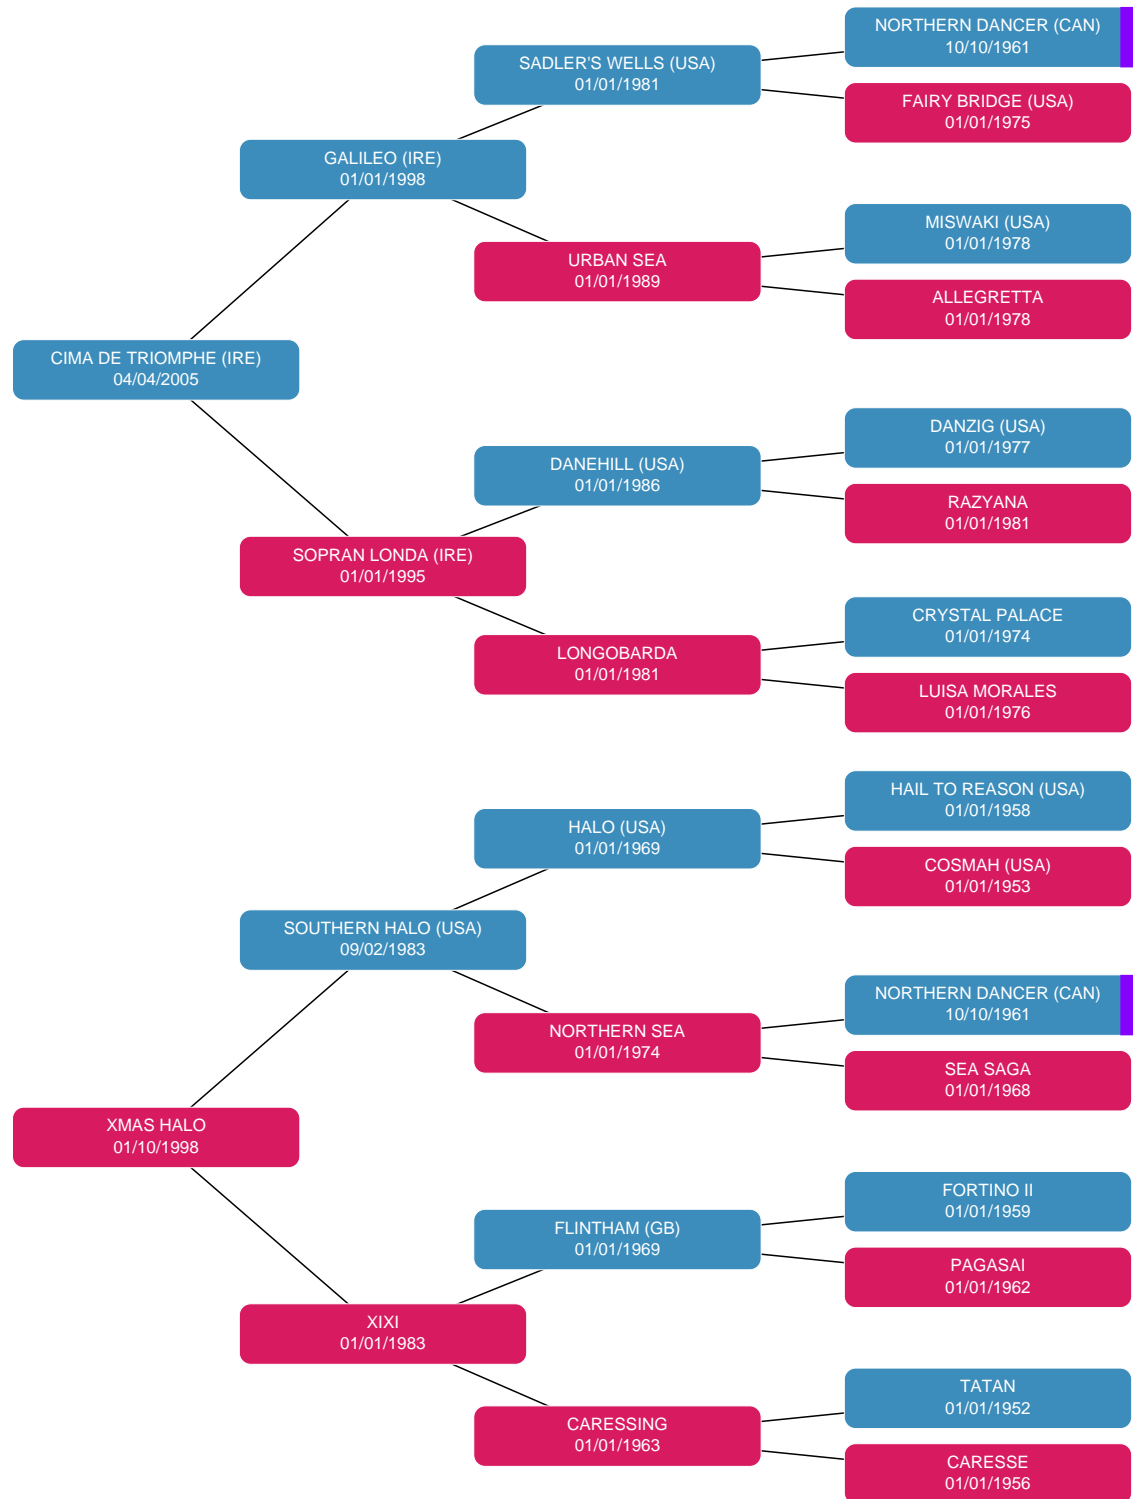 NORTHERN DANCER (CAN)
10/10/1961
SADLER'S WELLS (USA)
01/01/1981
FAIRY BRIDGE (USA)
01/01/1975
GALILEO (IRE)
01/01/1998
MISWAKI (USA)
01/01/1978
URBAN SEA
01/01/1989
ALLEGRETTA
01/01/1978
CIMA DE TRIOMPHE (IRE)
04/04/2005
DANZIG (USA)
01/01/1977
DANEHILL (USA)
01/01/1986
RAZYANA
01/01/1981
SOPRAN LONDA (IRE)
01/01/1995
CRYSTAL PALACE
01/01/1974
LONGOBARDA
01/01/1981
LUISA MORALES
01/01/1976
HAIL TO REASON (USA)
01/01/1958
HALO (USA)
01/01/1969
COSMAH (USA)
01/01/1953
SOUTHERN HALO (USA)
09/02/1983
NORTHERN DANCER (CAN)
10/10/1961
NORTHERN SEA
01/01/1974
SEA SAGA
01/01/1968
XMAS HALO
01/10/1998
FORTINO II
01/01/1959
FLINTHAM (GB)
01/01/1969
PAGASAI
01/01/1962
XIXI
01/01/1983
TATAN
01/01/1952
CARESSING
01/01/1963
CARESSE
01/01/1956